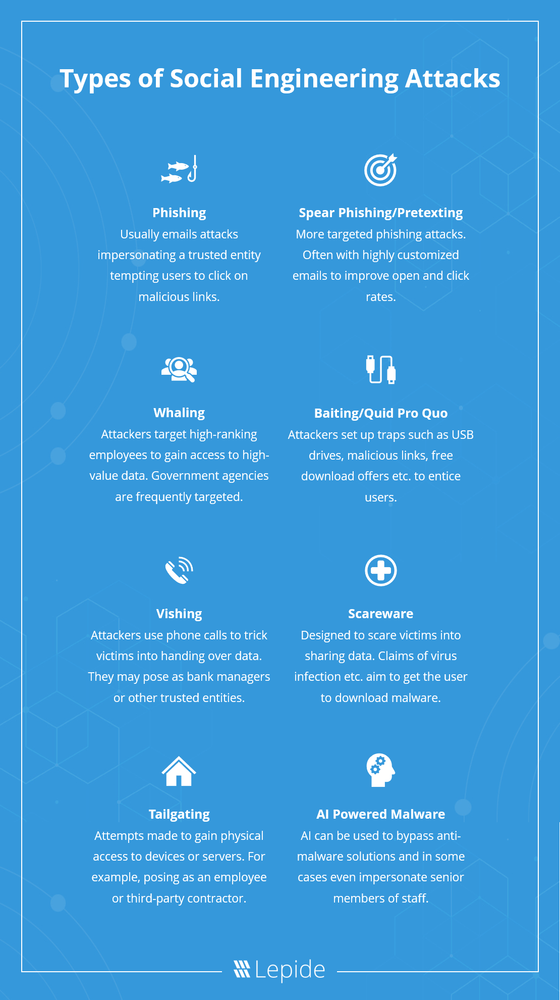 Types of Social Engineering Attacks
Phishing
Usually emails attacks
impersonating a trusted entity
tempting users to click on
malicious links.
Spear Phishing/Pretexting
More targeted phishing attacks.
Often with highly customized
emails to improve open and click
rates.
Whaling
Attackers target high-ranking
employees to gain access to high-
value data. Government agencies
are frequently targeted.
Baiting/Quid Pro Quo
Attackers set up traps such as USB
drives, malicious links, free
download offers etc. to entice
users.
Vishing
Attackers use phone calls to trick
victims into handing over data.
They may pose as bank managers
or other trusted entities.
Scareware
Designed to scare victims into
sharing data. Claims of virus
infection etc. aim to get the user
to download malware.
Tailgating
Attempts made to gain physical
access to devices or servers. For
example, posing as an employee
or third-party contractor.
AI Powered Malware
AI can be used to bypass anti-
malware solutions and in some
cases even impersonate senior
members of staff.
Lepide